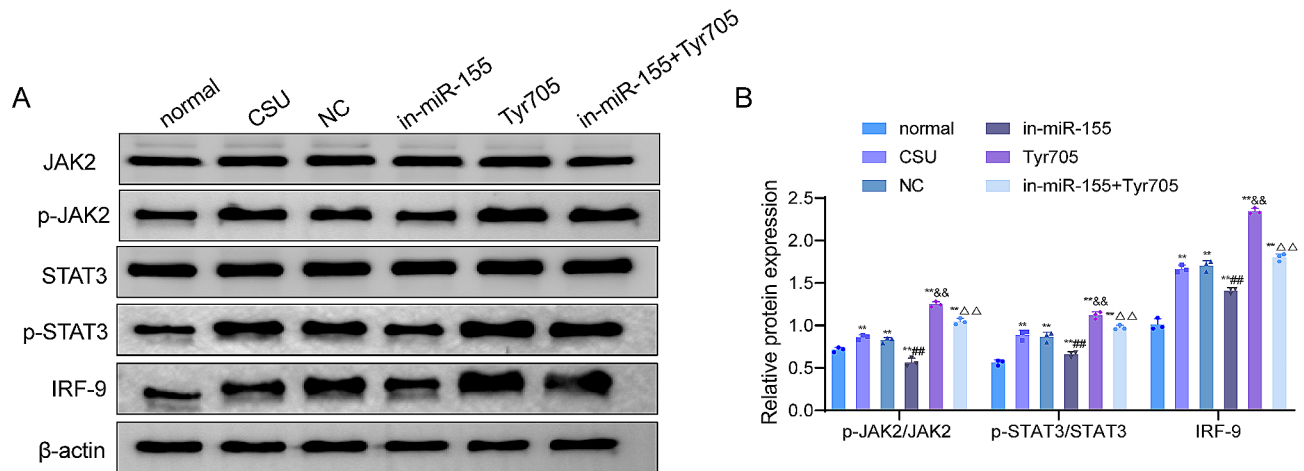 A
normal
CSU
NC
in-miR-155
Tyr705
in-miR-155+Tyr705
JAK2
p-JAK2
STAT3
p-STAT3
IRF-9
β-actin
B
normal
in-miR-155
CSU
Tyr705
NC
in-miR-155+Tyr705
Relative protein expression
2.5
2.0
1.5
1.0
0.5
0.0
** ** **## **&& **△△
** ** **## **&& **△△
** ** **## **&& **△△
p-JAK2/JAK2
p-STAT3/STAT3
IRF-9